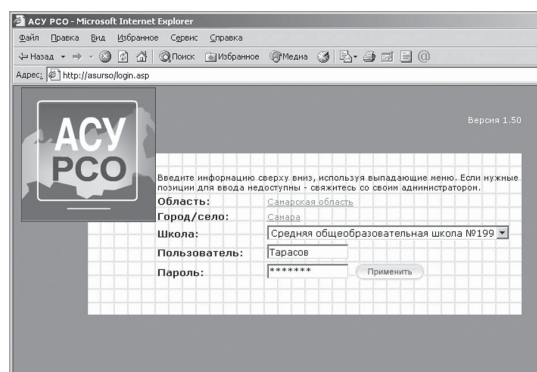 АСУ РСО - Microsoft Internet Explorer
Файл Правка Вид Избранное Сервис Справка
Назад Поиск Избранное Медиа
Адрес: http://asurso/login.asp
Версия 1.50
АСУ
РСО
Введите информацию сверху вниз, используя выпадающие меню. Если нужные
позиции для ввода недоступны - свяжитесь со своим администратором.
Область: Самарская область
Город/село: Самара
Школа: Средняя общеобразовательная школа №199
Пользователь: Тарасов
Пароль: *******
Применить